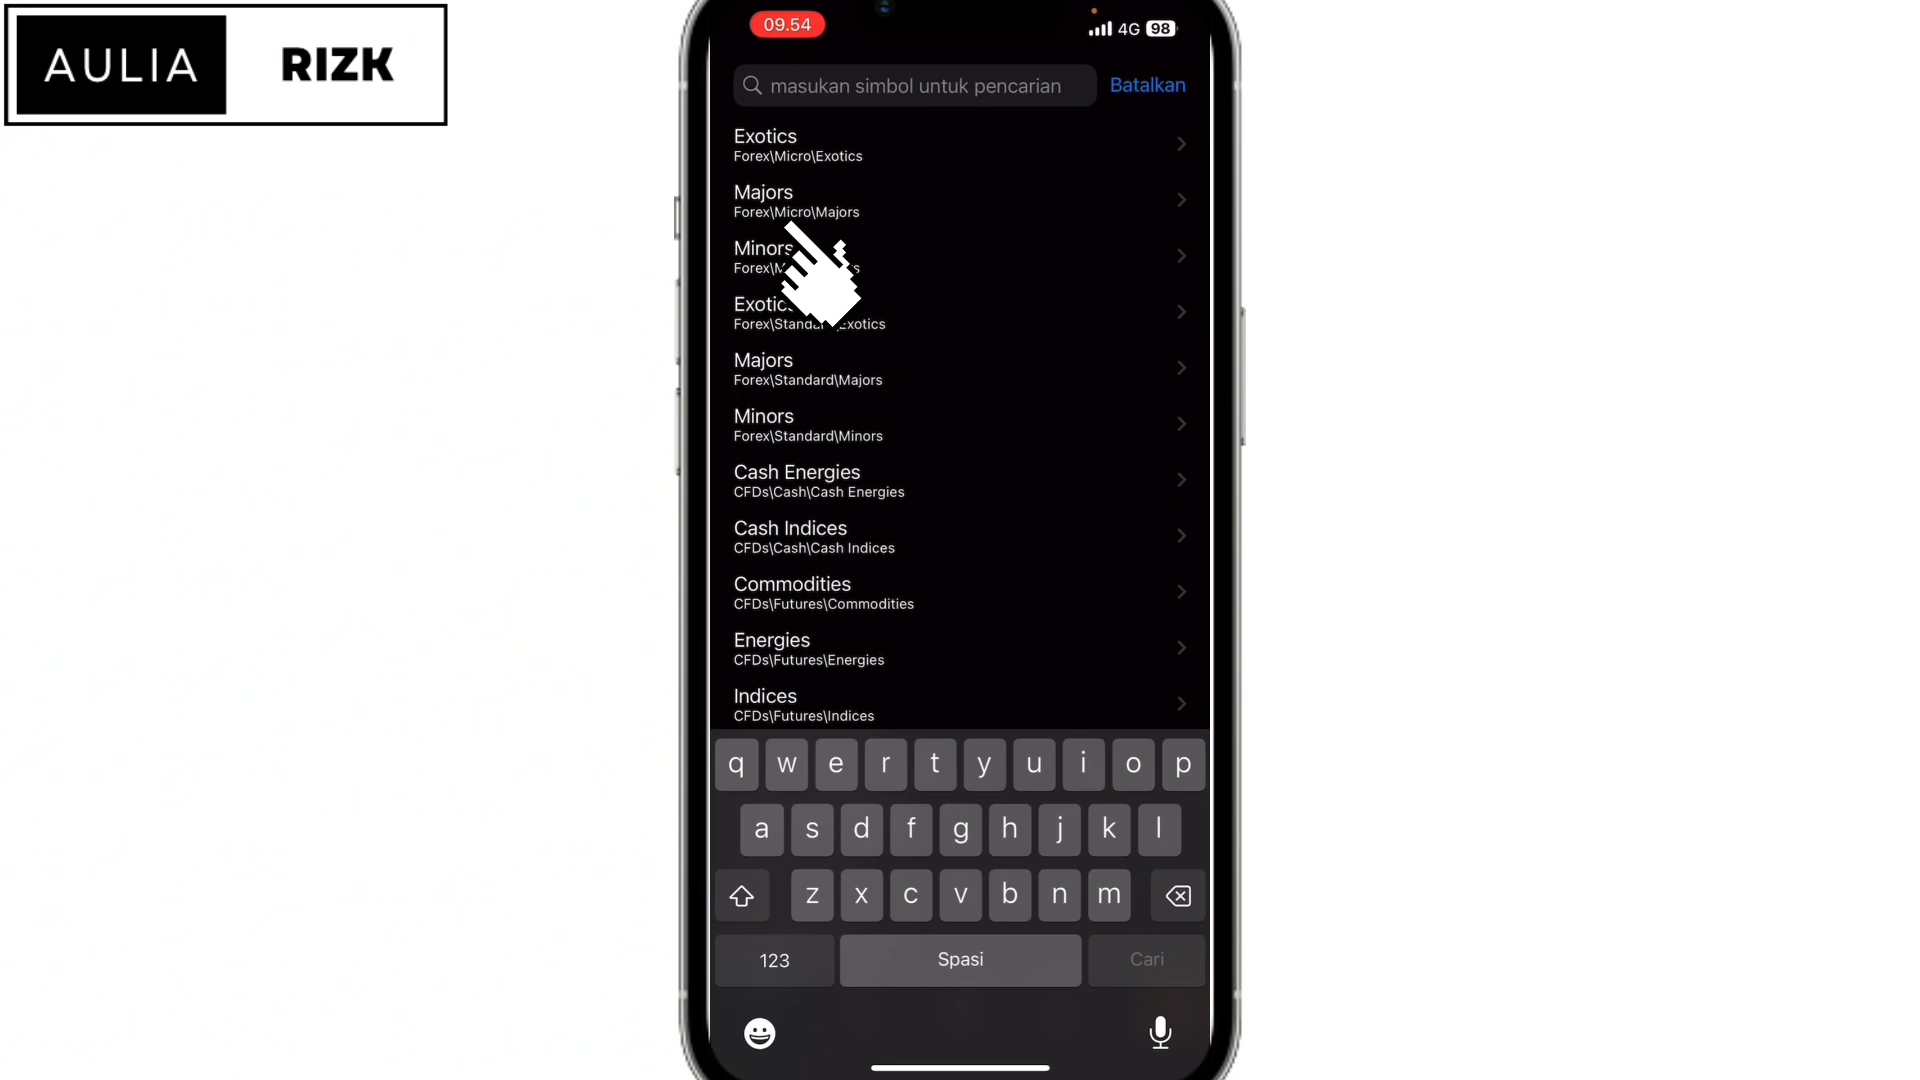 AULIA RIZK
09.54
4G 98
masukan simbol untuk pencarian Batalkan
Exotics
Forex\Micro\Exotics
Majors
Forex\Micro\Majors
Minors
Exotics
Majors
Forex\Standard\Majors
Minors
Forex\Standard\Minors
Cash Energies
CFDs\Cash\Cash Energies
Cash Indices
CFDs\Cash\Cash Indices
Commodities
CFDs\Futures\Commodities
Energies
CFDs\Futures\Energies
Indices
CFDs\Futures\Indices
q w e r t y u i o p
a s d f g h j k l
z x c v b n m
123 Spasi Cari